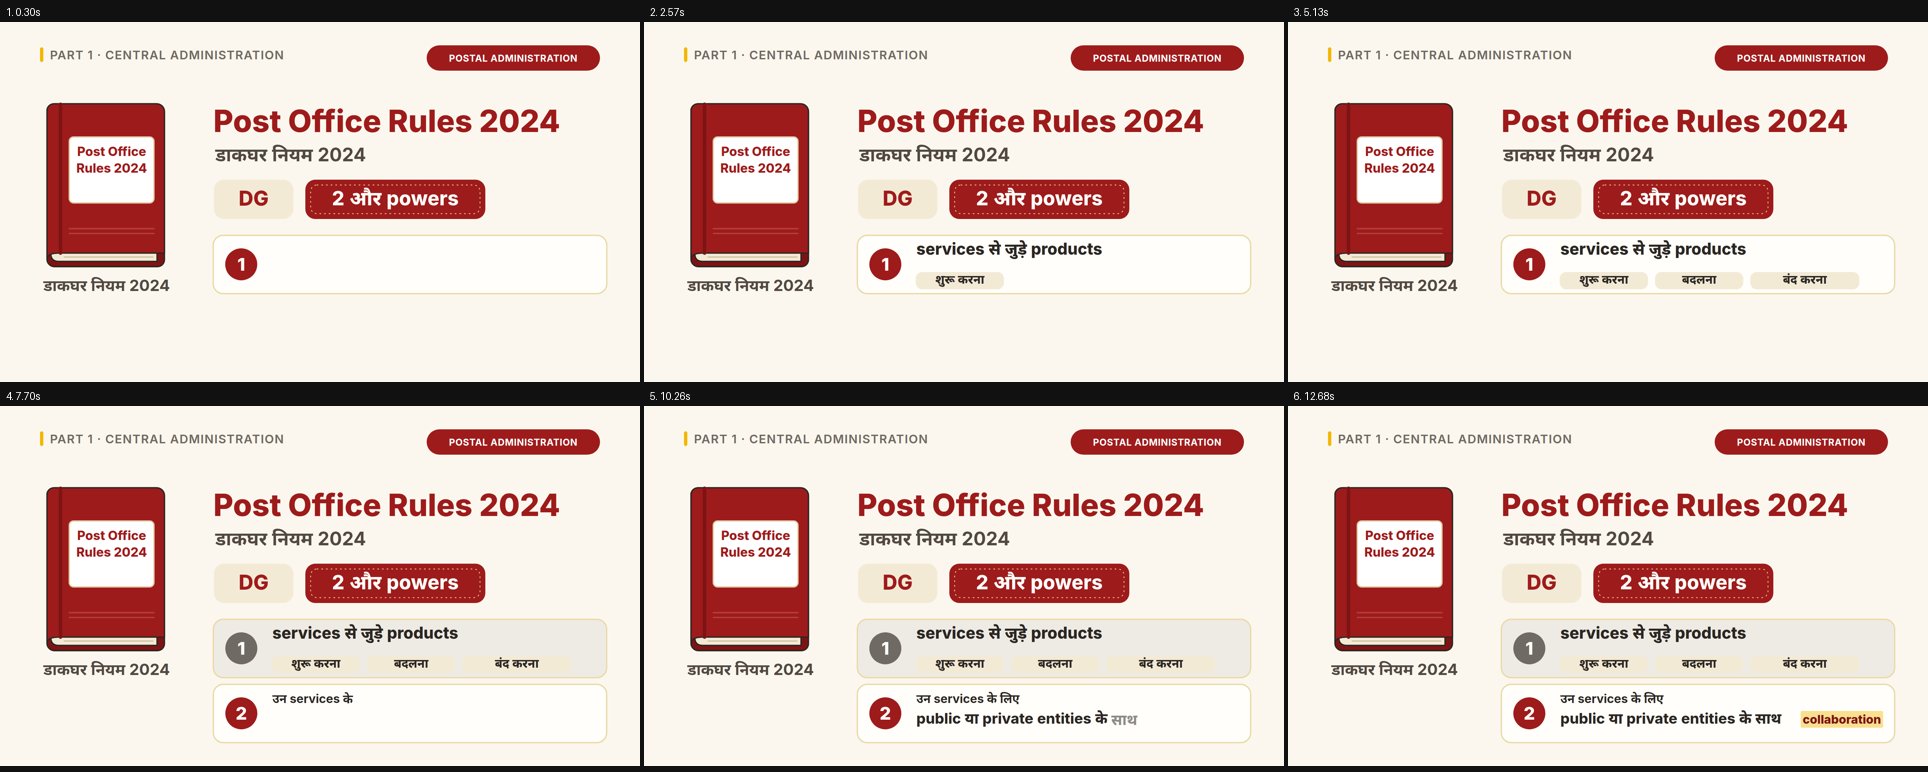 1. 0.30s
PART 1 · CENTRAL ADMINISTRATION
POSTAL ADMINISTRATION
Post Office
Rules 2024
डाकघर नियम 2024
Post Office Rules 2024
डाकघर नियम 2024
DG
2 और powers
1
2. 2.57s
PART 1 · CENTRAL ADMINISTRATION
POSTAL ADMINISTRATION
Post Office
Rules 2024
डाकघर नियम 2024
Post Office Rules 2024
डाकघर नियम 2024
DG
2 और powers
1
services से जुड़े products
शुरू करना
3. 5.13s
PART 1 · CENTRAL ADMINISTRATION
POSTAL ADMINISTRATION
Post Office
Rules 2024
डाकघर नियम 2024
Post Office Rules 2024
डाकघर नियम 2024
DG
2 और powers
1
services से जुड़े products
शुरू करना
बदलना
बंद करना
4. 7.70s
PART 1 · CENTRAL ADMINISTRATION
POSTAL ADMINISTRATION
Post Office
Rules 2024
डाकघर नियम 2024
Post Office Rules 2024
डाकघर नियम 2024
DG
2 और powers
1
services से जुड़े products
शुरू करना
बदलना
बंद करना
2
उन services के
5. 10.26s
PART 1 · CENTRAL ADMINISTRATION
POSTAL ADMINISTRATION
Post Office
Rules 2024
डाकघर नियम 2024
Post Office Rules 2024
डाकघर नियम 2024
DG
2 और powers
1
services से जुड़े products
शुरू करना
बदलना
बंद करना
2
उन services के लिए
public या private entities के साथ
6. 12.68s
PART 1 · CENTRAL ADMINISTRATION
POSTAL ADMINISTRATION
Post Office
Rules 2024
डाकघर नियम 2024
Post Office Rules 2024
डाकघर नियम 2024
DG
2 और powers
1
services से जुड़े products
शुरू करना
बदलना
बंद करना
2
उन services के लिए
public या private entities के साथ
collaboration